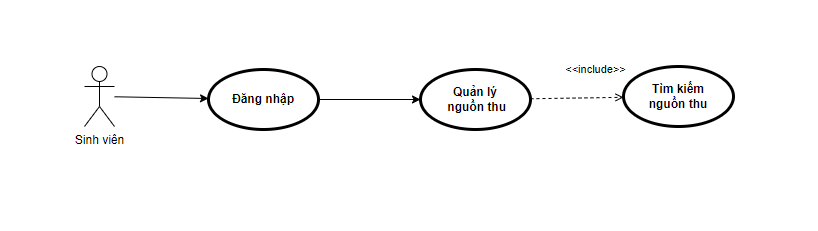 <<include>>
Đăng nhập
Quản lý
nguồn thu
Tìm kiếm
nguồn thu
Sinh viên